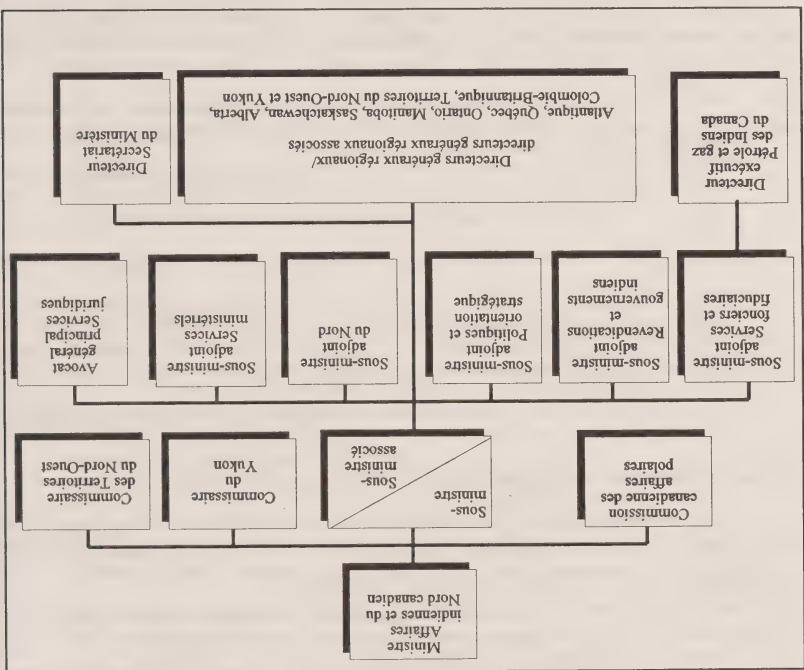 Ministre
Affaires
indiennes et du
Nord canadien
Commission
canadienne des
affaires
polaires
Sous-
ministre
Sous-
ministre
associé
Commissaire
du
Yukon
Commissaire
des Territoires
du Nord-Ouest
Sous-ministre
adjoint
Services
fonciers et
fiduciaires
Sous-ministre
adjoint
Revendications
et
gouvernements
indiens
Sous-ministre
adjoint
Politiques et
orientation
stratégique
Sous-ministre
adjoint
du Nord
Sous-ministre
adjoint
Services
ministériels
Avocat
général
principal
Services
juridiques
Directeur
exécutif
Pétrole et gaz
des Indiens
du Canada
Directeurs généraux régionaux/
directeurs généraux régionaux associés
Atlantique, Québec, Ontario, Manitoba, Saskatchewan, Alberta,
Colombie-Britannique, Territoires du Nord-Ouest et Yukon
Directeur
Secrétariat
du Ministère